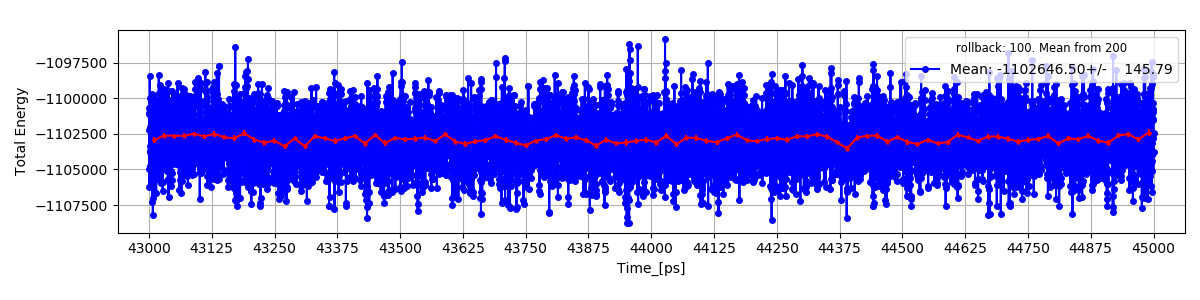 rollback: 100. Mean from 200
Mean: -1102646.50+/-    145.79
Total Energy
−1097500
−1100000
−1102500
−1105000
−1107500
43000 43125 43250 43375 43500 43625 43750 43875 44000 44125 44250 44375 44500 44625 44750 44875 45000
Time_[ps]